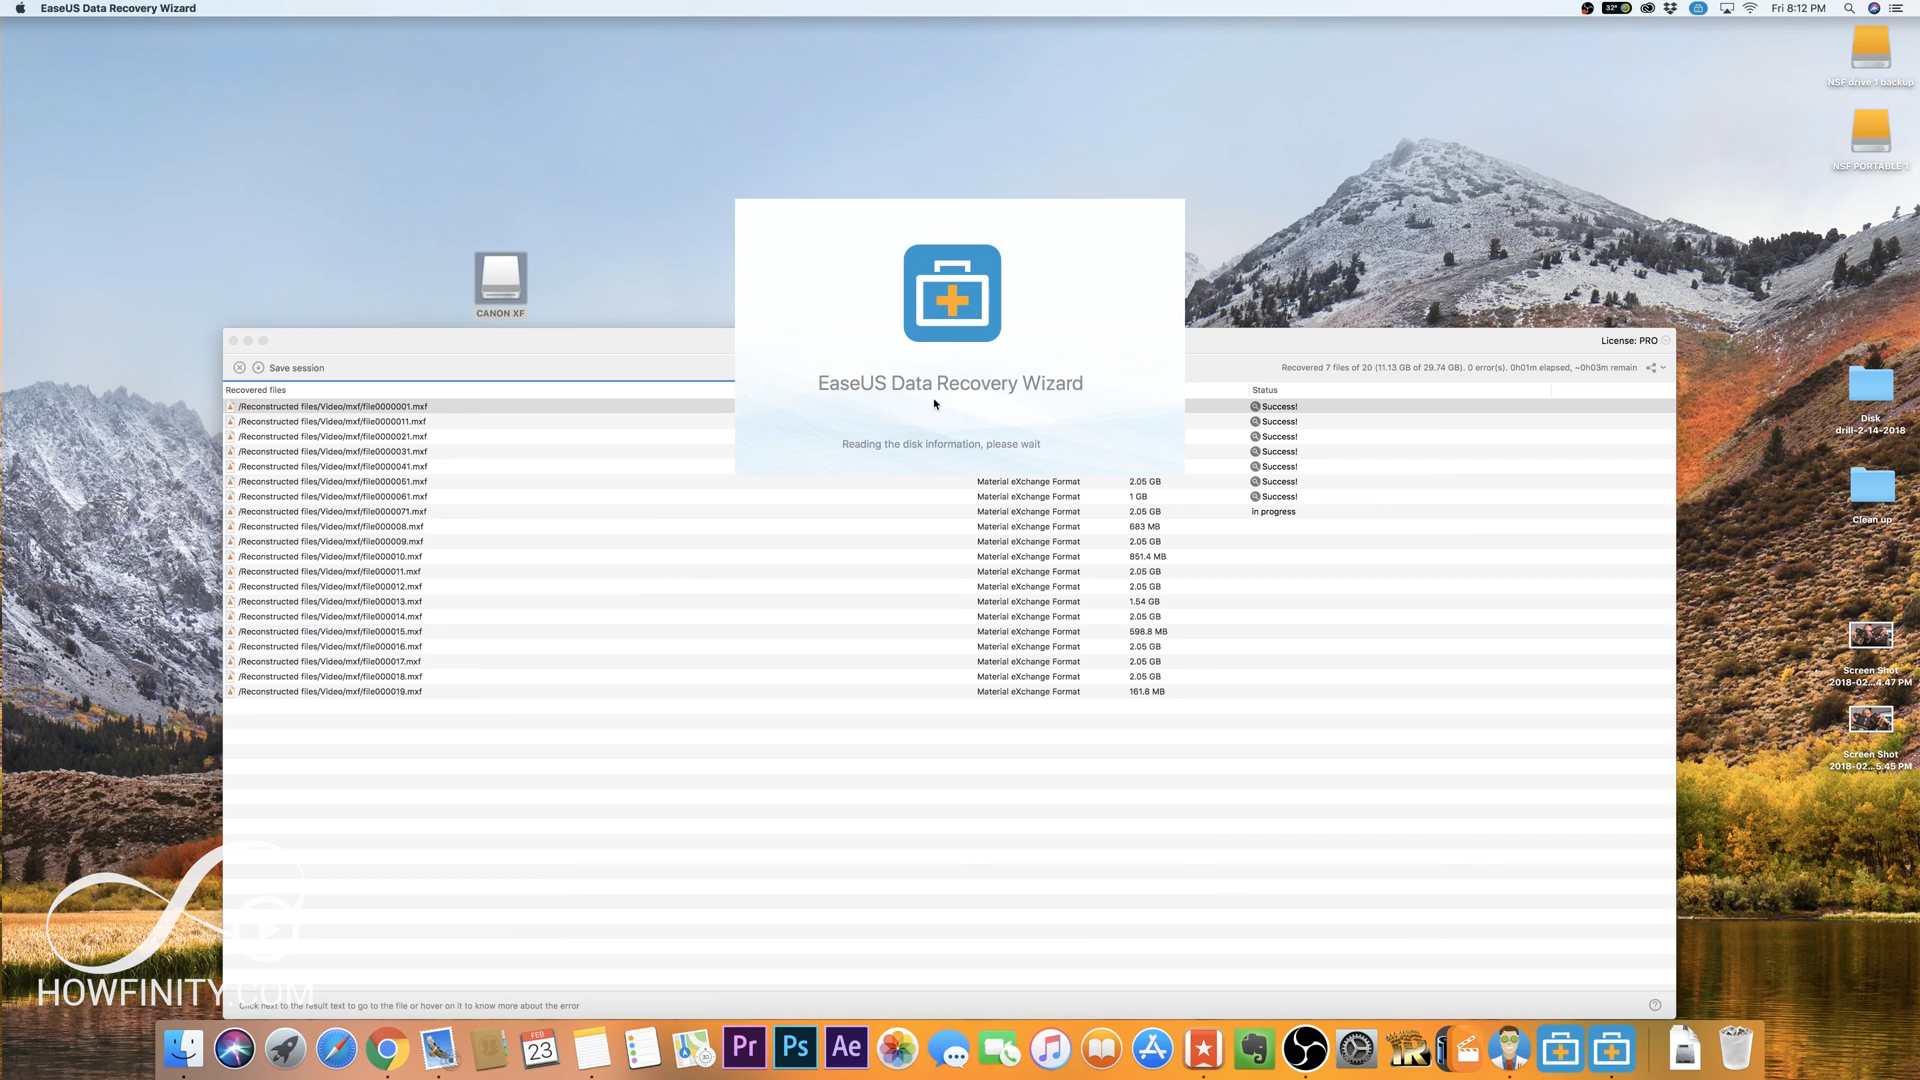 EaseUS Data Recovery Wizard
32°
Fri 8:12 PM
NSF drive 1 backup
NSF PORTABLE 1
CANON XF
EaseUS Data Recovery Wizard
Reading the disk information, please wait
License: PRO
Save session
Recovered 7 files of 20 (11.13 GB of 29.74 GB). 0 error(s). 0h01m elapsed, ~0h03m remain
Recovered files Status
/Reconstructed files/Video/mxf/file0000001.mxf Success!
/Reconstructed files/Video/mxf/file0000011.mxf Success!
/Reconstructed files/Video/mxf/file0000021.mxf Success!
/Reconstructed files/Video/mxf/file0000031.mxf Success!
/Reconstructed files/Video/mxf/file0000041.mxf Success!
/Reconstructed files/Video/mxf/file0000051.mxf Material eXchange Format 2.05 GB Success!
/Reconstructed files/Video/mxf/file0000061.mxf Material eXchange Format 1 GB Success!
/Reconstructed files/Video/mxf/file0000071.mxf Material eXchange Format 2.05 GB in progress
/Reconstructed files/Video/mxf/file000008.mxf Material eXchange Format 683 MB
/Reconstructed files/Video/mxf/file000009.mxf Material eXchange Format 2.05 GB
/Reconstructed files/Video/mxf/file000010.mxf Material eXchange Format 851.4 MB
/Reconstructed files/Video/mxf/file000011.mxf Material eXchange Format 2.05 GB
/Reconstructed files/Video/mxf/file000012.mxf Material eXchange Format 2.05 GB
/Reconstructed files/Video/mxf/file000013.mxf Material eXchange Format 1.54 GB
/Reconstructed files/Video/mxf/file000014.mxf Material eXchange Format 2.05 GB
/Reconstructed files/Video/mxf/file000015.mxf Material eXchange Format 598.8 MB
/Reconstructed files/Video/mxf/file000016.mxf Material eXchange Format 2.05 GB
/Reconstructed files/Video/mxf/file000017.mxf Material eXchange Format 2.05 GB
/Reconstructed files/Video/mxf/file000018.mxf Material eXchange Format 2.05 GB
/Reconstructed files/Video/mxf/file000019.mxf Material eXchange Format 161.8 MB
Disk
drill-2-14-2018
Clean up
Screen Shot
2018-02...4.47 PM
Screen Shot
2018-02...5.45 PM
HOWFINITY.COM
Click next to the result text to go to the file or hover on it to know more about the error
FEB
23
3D
Pr
Ps
Ae
IR